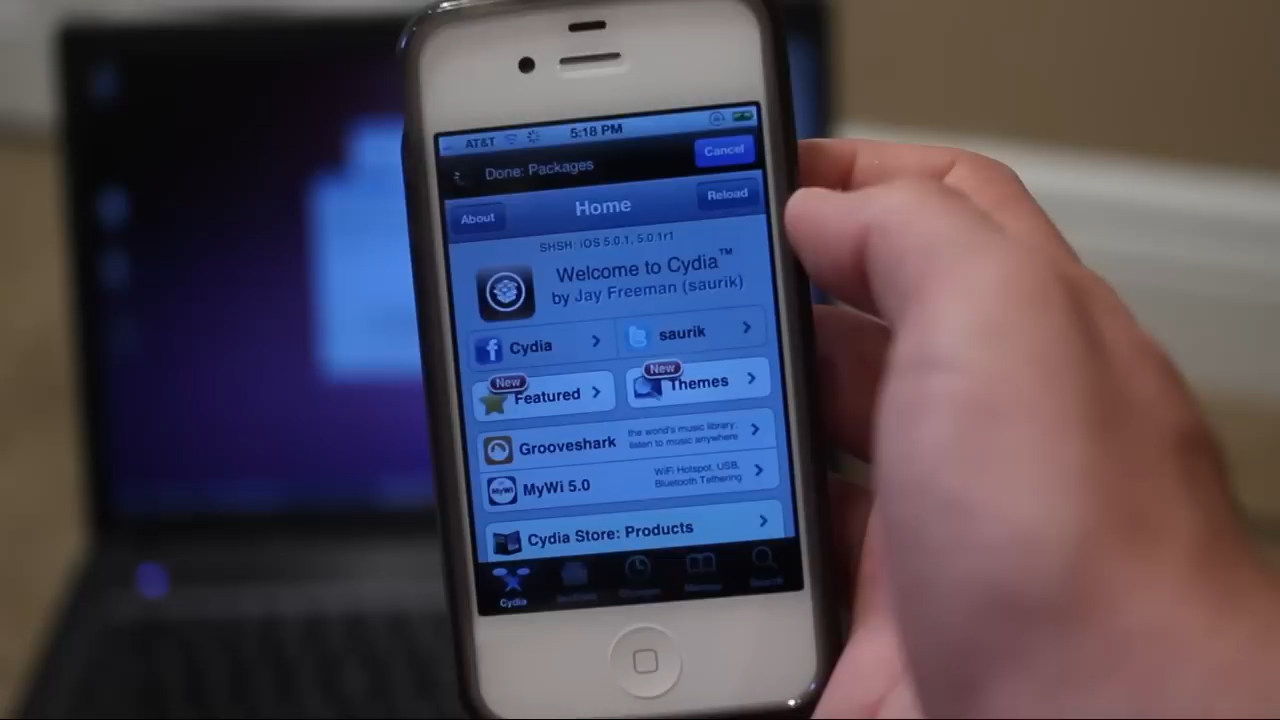 AT&T 5:18 PM
Done: Packages Cancel
About Home Reload
SHSH: iOS 5.0.1, 5.0.1r1
Welcome to Cydia™
by Jay Freeman (saurik)
f Cydia saurik
New New
Featured Themes
Grooveshark the world's music library:
listen to music anywhere
MyWi MyWi 5.0 WiFi Hotspot, USB,
Bluetooth Tethering
Cydia Store: Products
Cydia Search